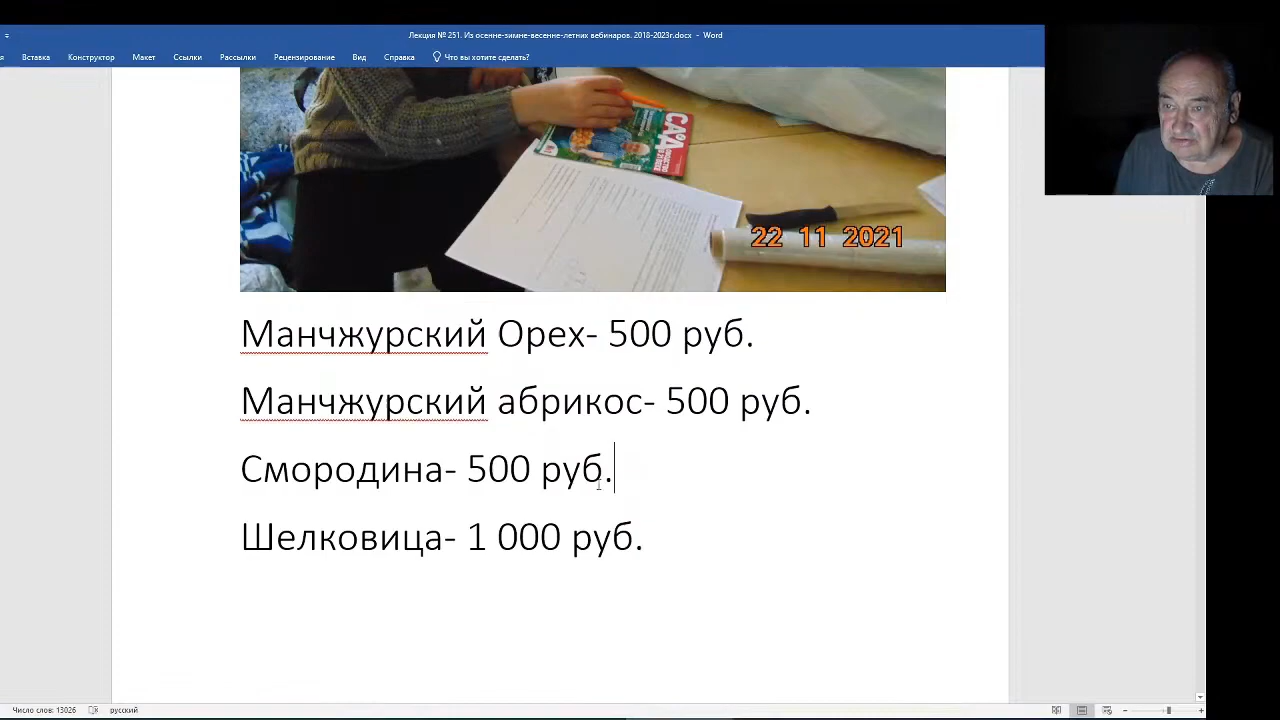 Лекция № 251. Из осенне-зимне-весенне-летних вебинаров. 2018-2023г.docx - Word
Вставка Конструктор Макет Ссылки Рассылки Рецензирование Вид Справка Что вы хотите сделать?
САД
22 11 2021
Манчжурский Орех- 500 руб.
Манчжурский абрикос- 500 руб.
Смородина- 500 руб.
Шелковица- 1 000 руб.
Число слов: 13026 русский